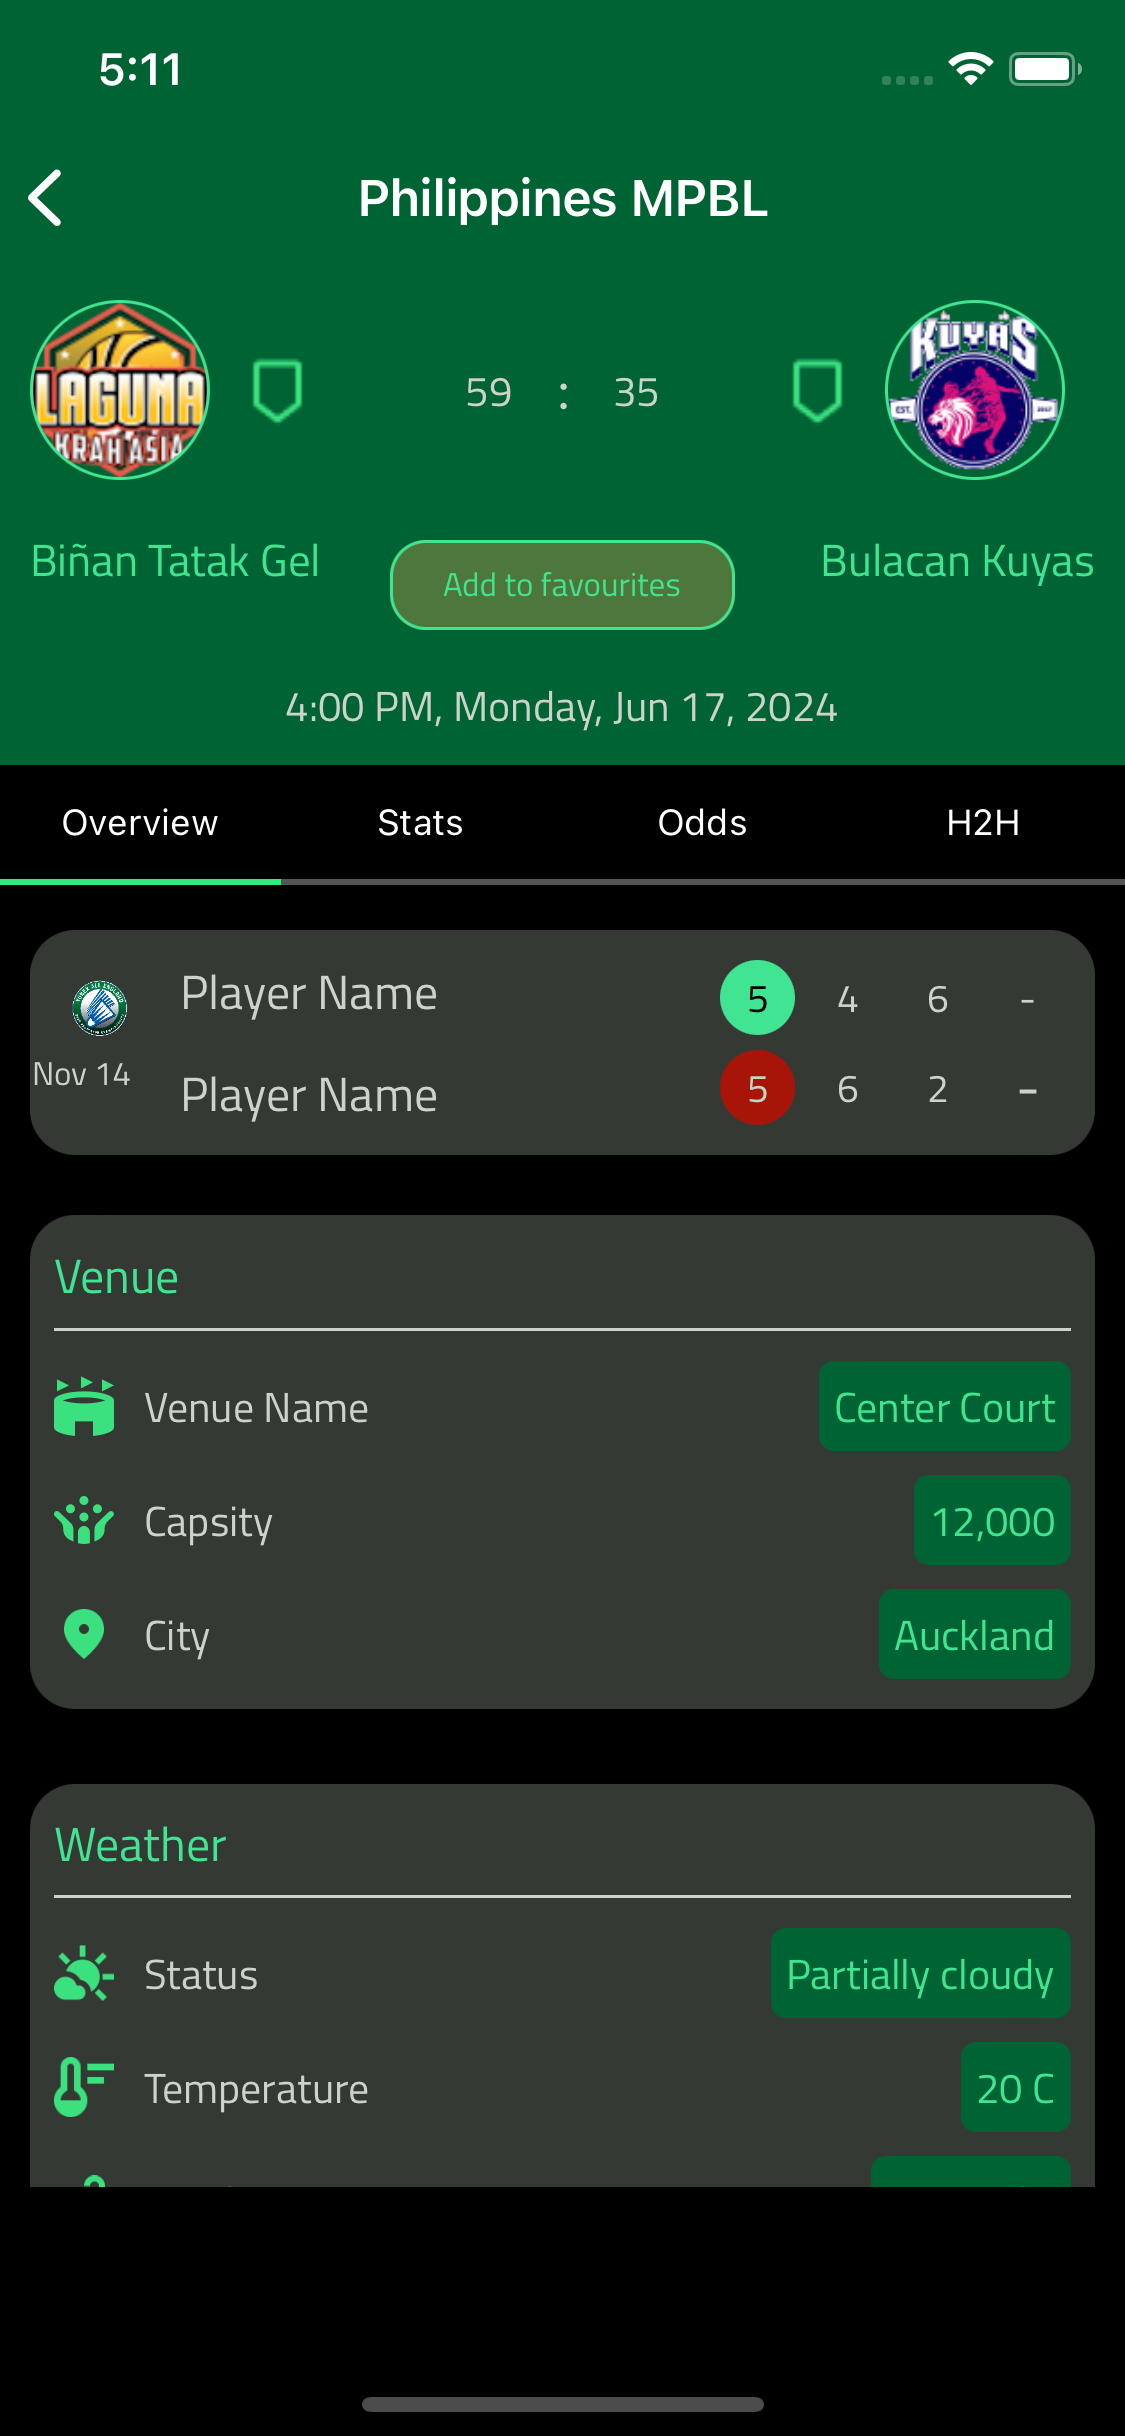 5:11
Philippines MPBL
LAGUNA
KRAH ASIA
59 : 35
KUYAS
EST. 2017
Biñan Tatak Gel
Add to favourites
Bulacan Kuyas
4:00 PM, Monday, Jun 17, 2024
Overview Stats Odds H2H
Player Name 5 4 6 -
Nov 14
Player Name 5 6 2 -
Venue
Venue Name Center Court
Capsity 12,000
City Auckland
Weather
Status Partially cloudy
Temperature 20 C